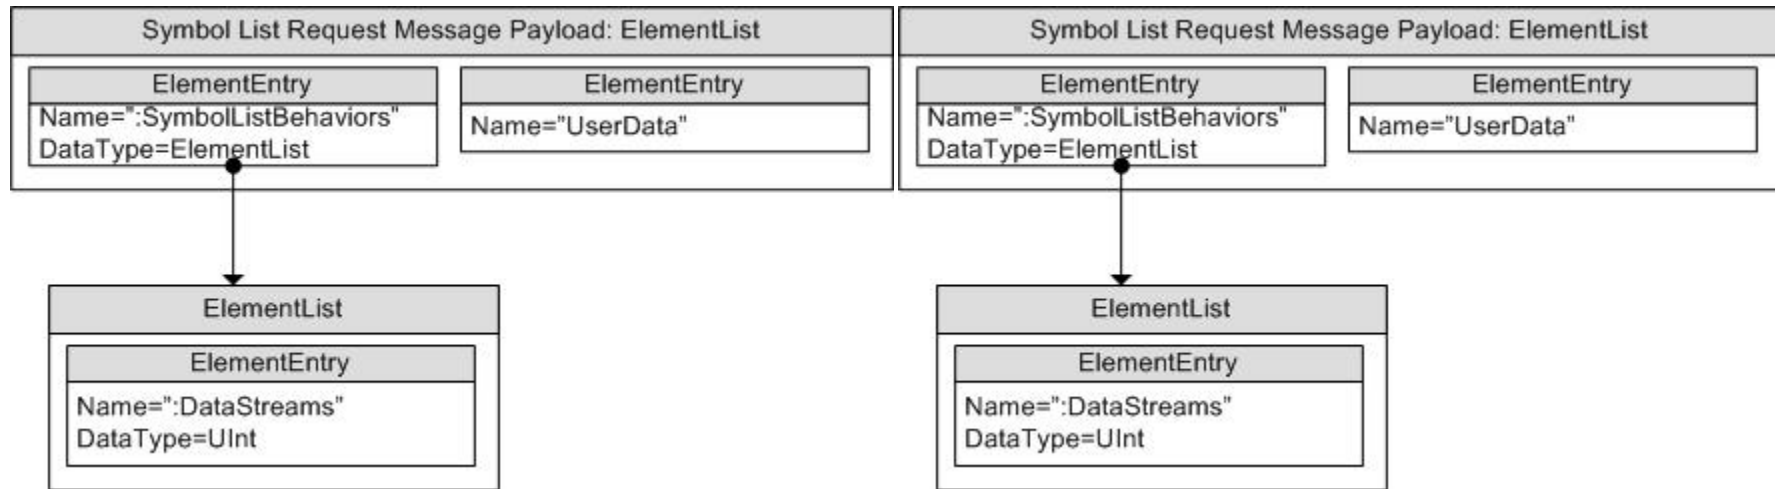 Symbol List Request Message Payload: ElementList
ElementEntry
Name=":SymbolListBehaviors"
DataType=ElementList
ElementEntry
Name="UserData"
ElementList
ElementEntry
Name=":DataStreams"
DataType=UInt
Symbol List Request Message Payload: ElementList
ElementEntry
Name=":SymbolListBehaviors"
DataType=ElementList
ElementEntry
Name="UserData"
ElementList
ElementEntry
Name=":DataStreams"
DataType=UInt